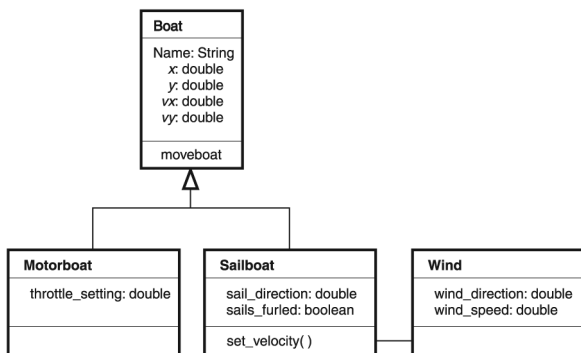 Boat
Name: String
x: double
y: double
vx: double
vy: double
moveboat
Motorboat
throttle_setting: double
Sailboat
sail_direction: double
sails_furled: boolean
set_velocity( )
Wind
wind_direction: double
wind_speed: double